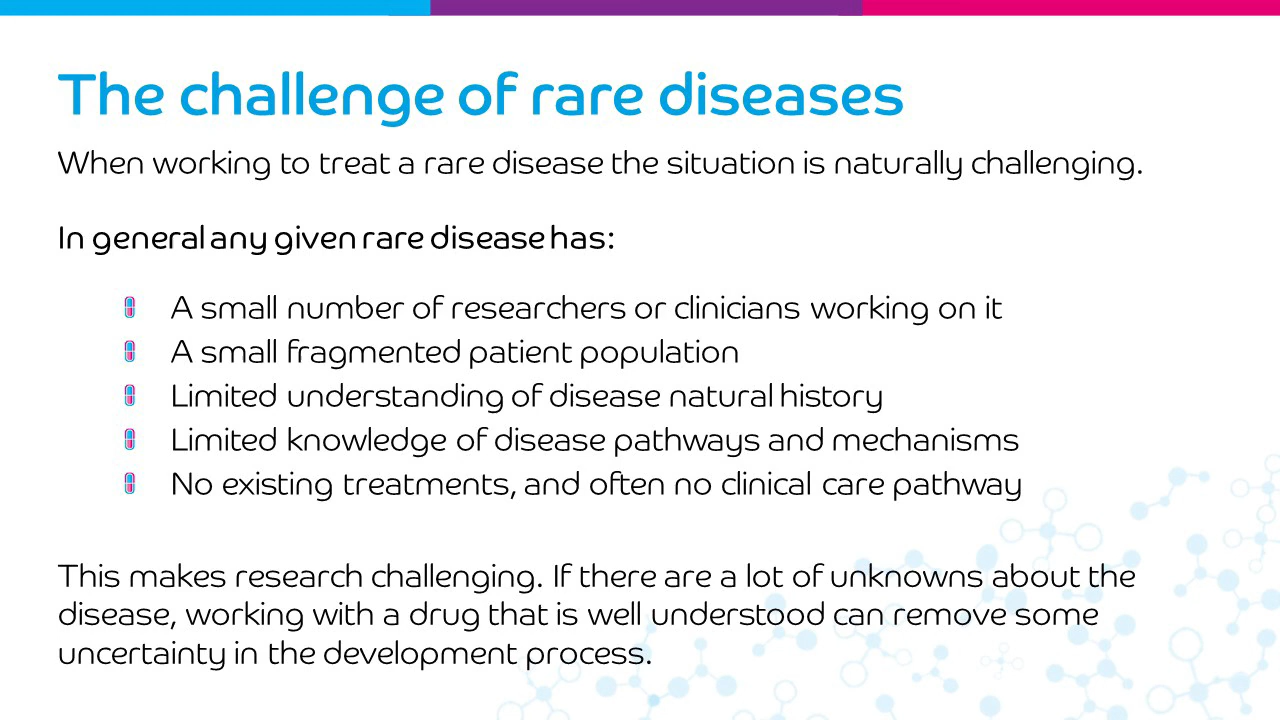 The challenge of rare diseases
When working to treat a rare disease the situation is naturally challenging.
In general any given rare disease has:
A small number of researchers or clinicians working on it
A small fragmented patient population
Limited understanding of disease natural history
Limited knowledge of disease pathways and mechanisms
No existing treatments, and often no clinical care pathway
This makes research challenging. If there are a lot of unknowns about the
disease, working with a drug that is well understood can remove some
uncertainty in the development process.